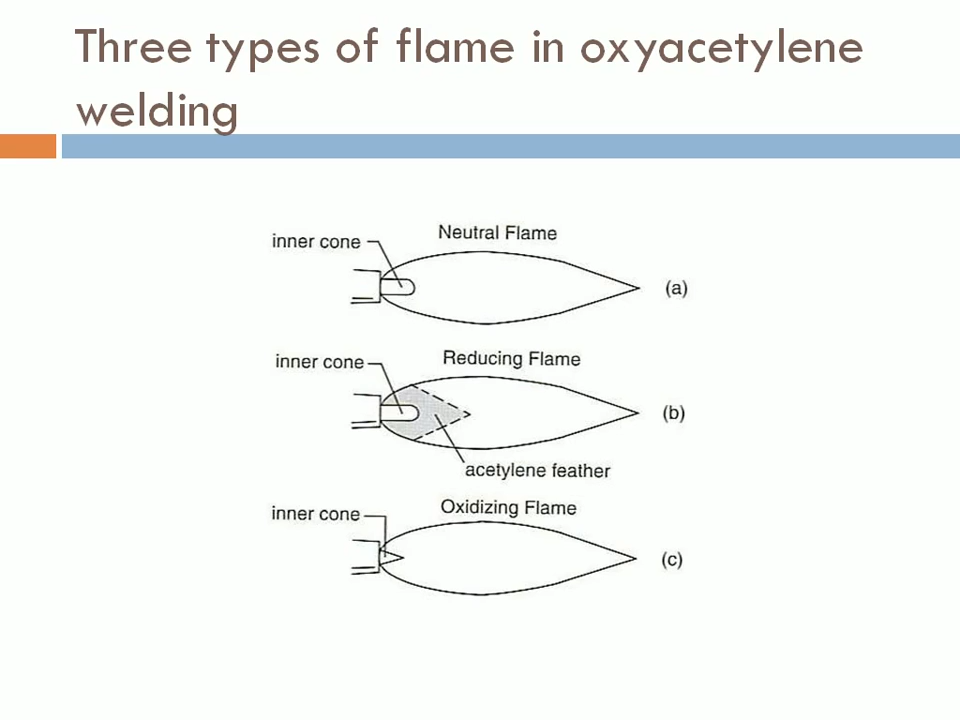 Three types of flame in oxyacetylene
welding
Neutral Flame
inner cone
(a)
Reducing Flame
inner cone
(b)
acetylene feather
Oxidizing Flame
inner cone
(c)